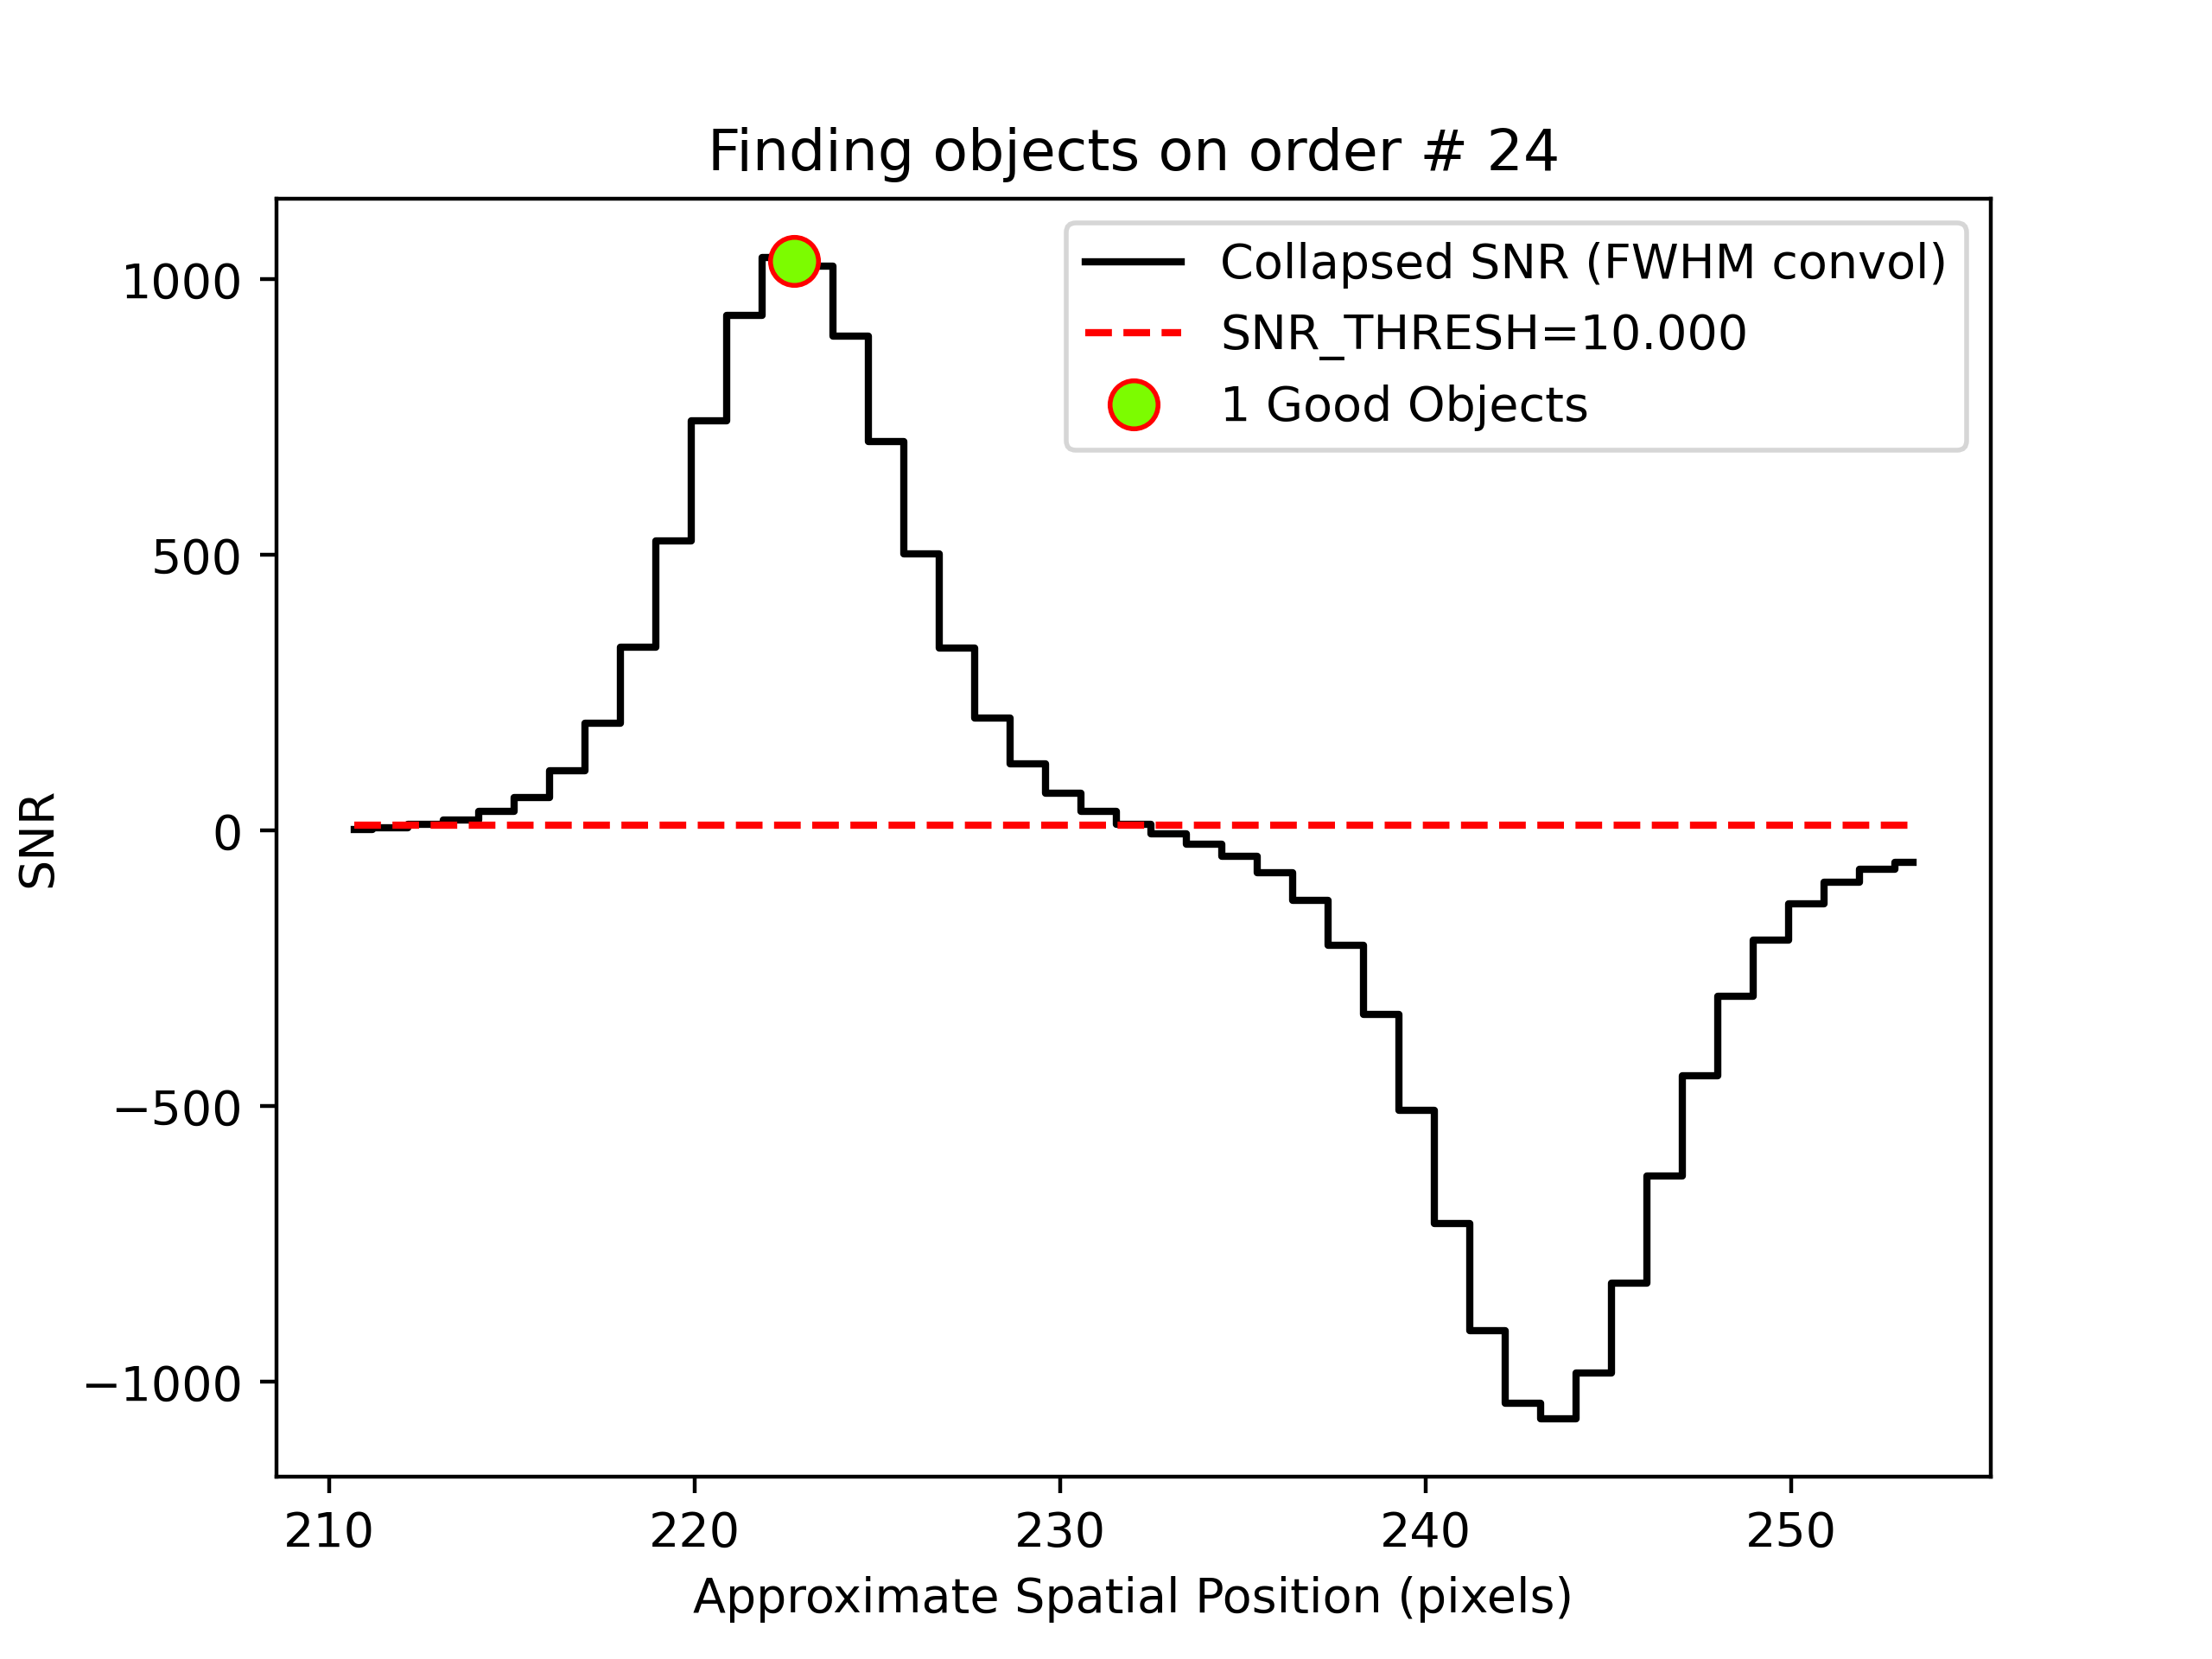 Finding objects on order # 24
Collapsed SNR (FWHM convol)
SNR_THRESH=10.000
1 Good Objects
1000
500
0
−500
−1000
SNR
210 220 230 240 250
Approximate Spatial Position (pixels)